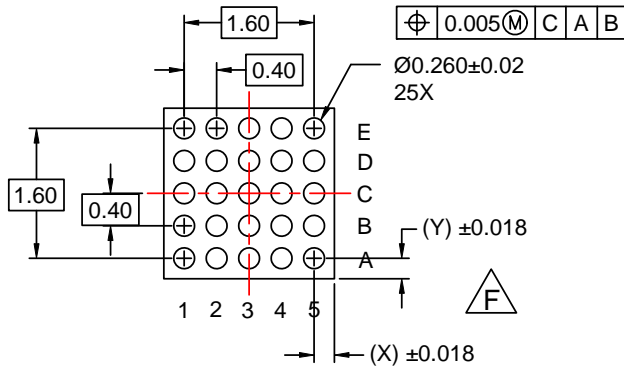 1.60
⌖ 0.005Ⓜ C A B
0.40
Ø0.260±0.02
25X
E
D
1.60
C
0.40
B
(Y) ±0.018
A
F
1 2 3 4 5
(X) ±0.018